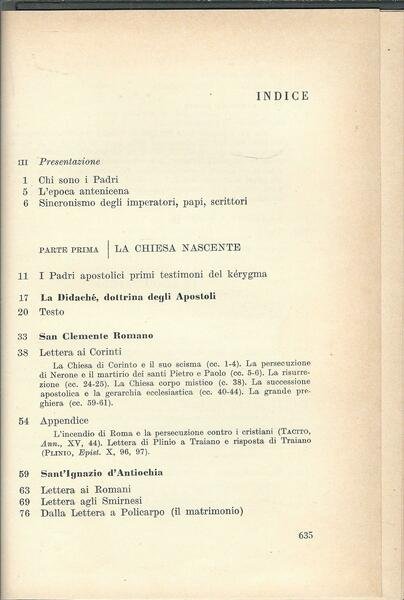 INDICE
III Presentazione
1 Chi sono i Padri
5 L'epoca antenicena
6 Sincronismo degli imperatori, papi, scrittori
PARTE PRIMA | LA CHIESA NASCENTE
11 I Padri apostolici primi testimoni del kérygma
17 La Didaché, dottrina degli Apostoli
20 Testo
33 San Clemente Romano
38 Lettera ai Corinti
La Chiesa di Corinto e il suo scisma (cc. 1-4). La persecuzione
di Nerone e il martirio dei santi Pietro e Paolo (cc. 5-6). La risurre-
zione (cc. 24-25). La Chiesa corpo mistico (c. 38). La successione
apostolica e la gerarchia ecclesiastica (cc. 40-44). La grande pre-
ghiera (cc. 59-61).
54 Appendice
L'incendio di Roma e la persecuzione contro i cristiani (TACITO,
Ann., XV, 44). Lettera di Plinio a Traiano e risposta di Traiano
(PLINIO, Epist. X, 96, 97).
59 Sant'Ignazio d'Antiochia
63 Lettera ai Romani
69 Lettera agli Smirnesi
76 Dalla Lettera a Policarpo (il matrimonio)
635